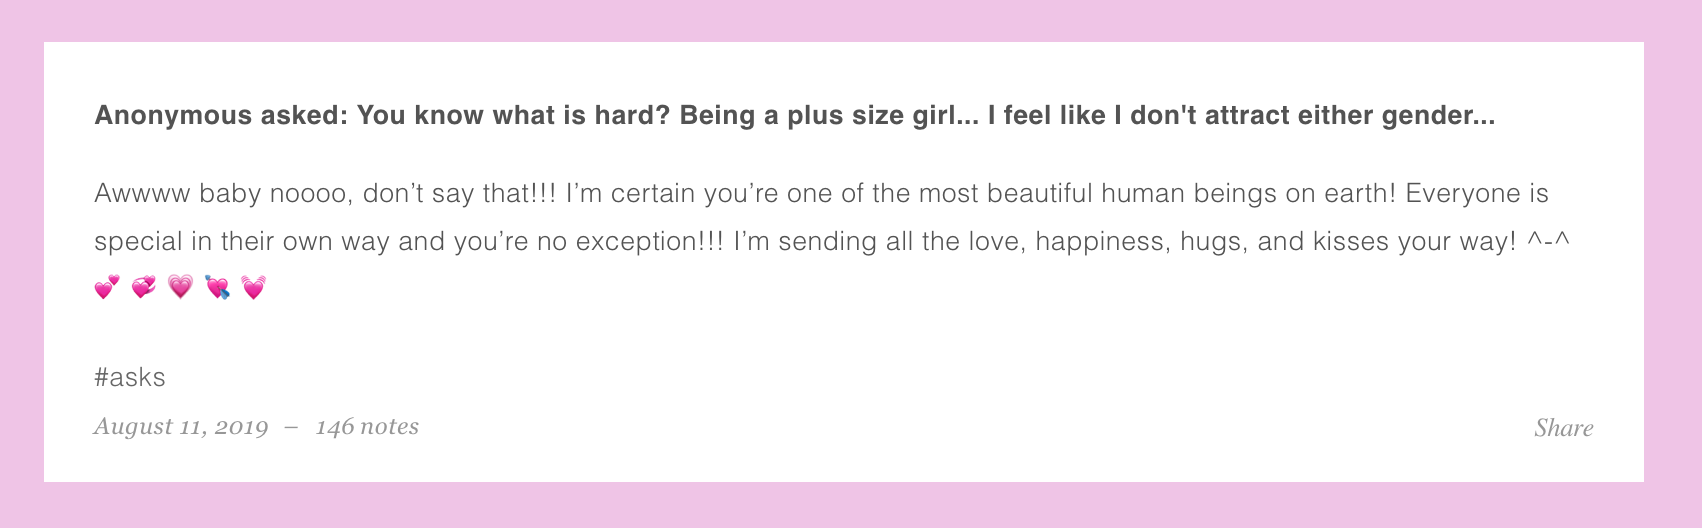 Anonymous asked: You know what is hard? Being a plus size girl... I feel like I don't attract either gender...
Awwww baby noooo, don’t say that!!! I’m certain you’re one of the most beautiful human beings on earth! Everyone is
special in their own way and you’re no exception!!! I’m sending all the love, happiness, hugs, and kisses your way! ^-^
💕 💞 💗 💘 💓
#asks
August 11, 2019 – 146 notes
Share